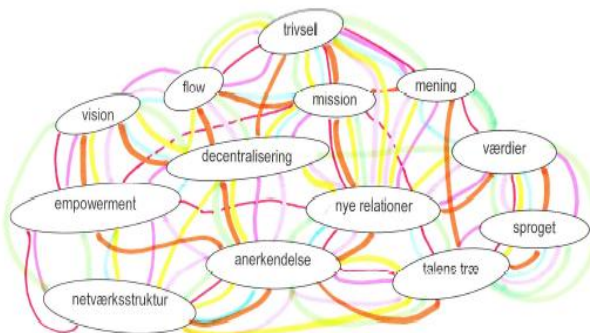 trivsel
flow
mission
mening
vision
decentralisering
værdier
empowerment
nye relationer
sproget
anerkendelse
talens træ
netværksstruktur